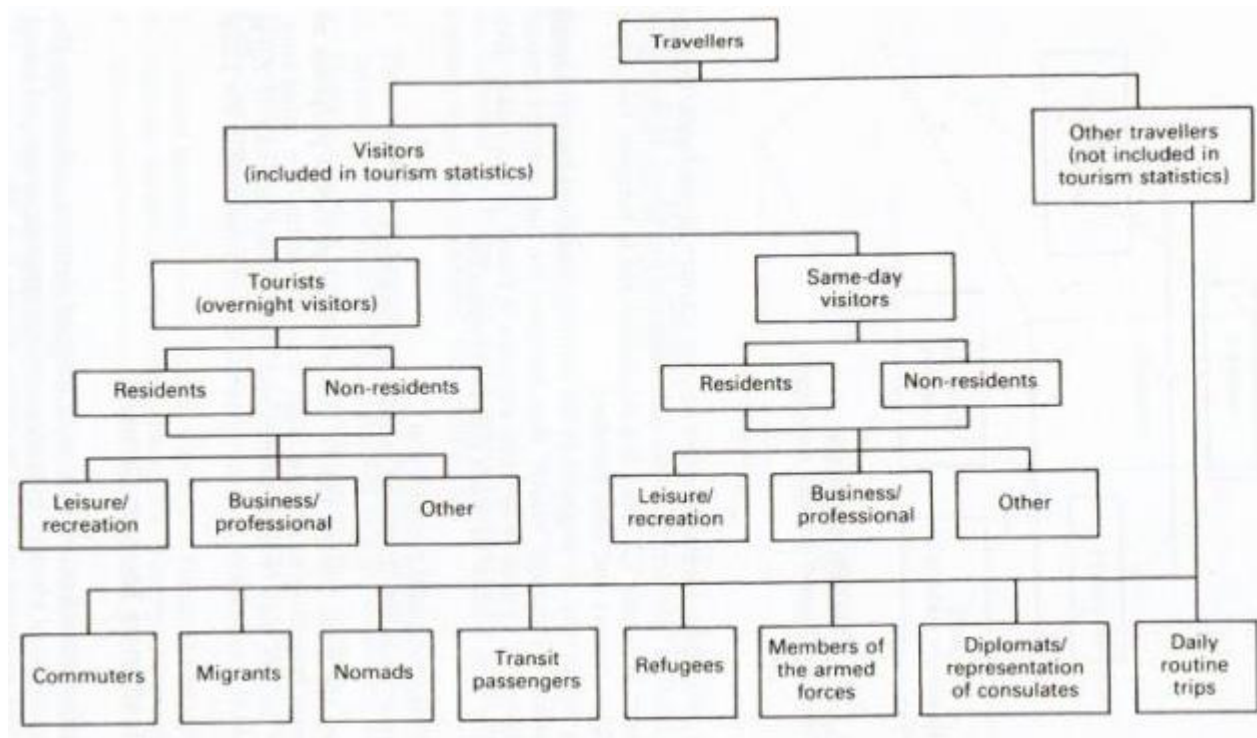 Travellers
Visitors
(included in tourism statistics)
Other travellers
(not included in
tourism statistics)
Tourists
(overnight visitors)
Same-day
visitors
Residents
Non-residents
Residents
Non-residents
Leisure/
recreation
Business/
professional
Other
Leisure/
recreation
Business/
professional
Other
Commuters
Migrants
Nomads
Transit
passengers
Refugees
Members of
the armed
forces
Diplomats/
representation
of consulates
Daily
routine
trips